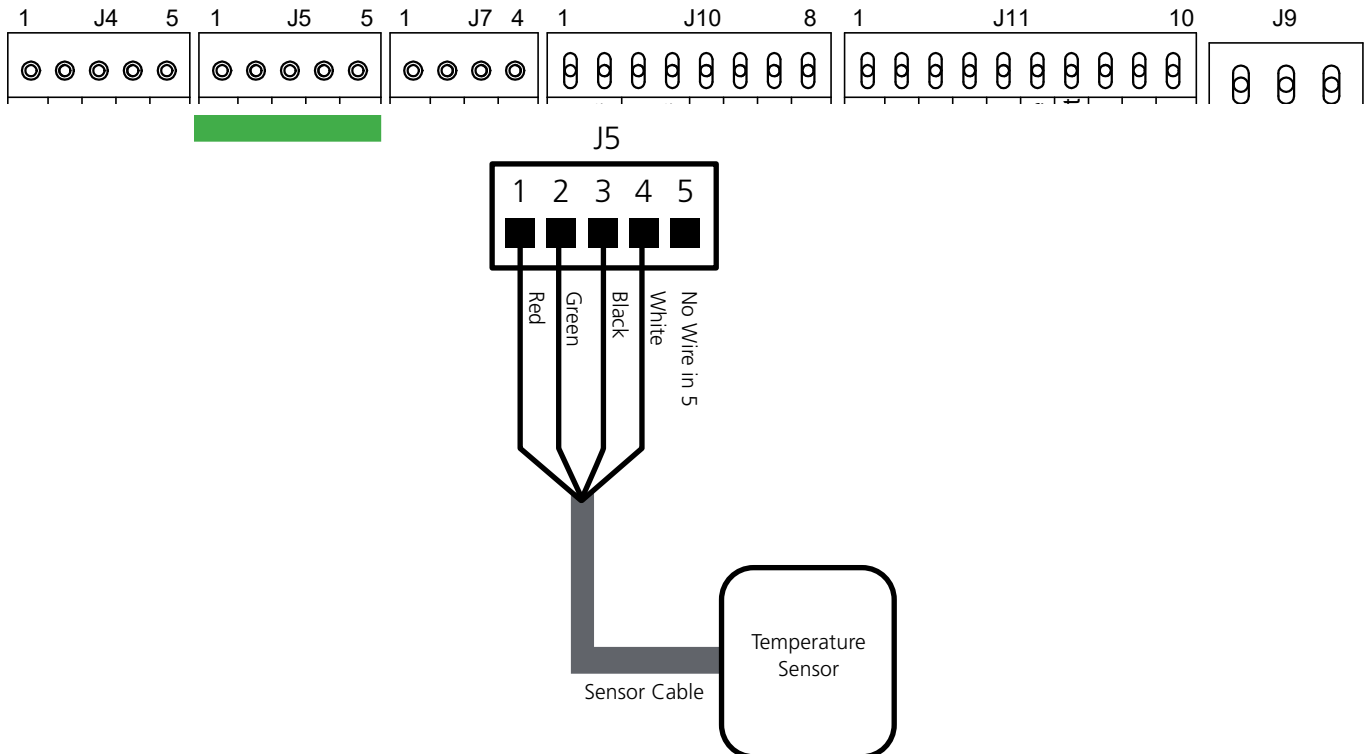 1 J4 5 1 J5 5 1 J7 4 1 J10 8 1 J11 10 J9
J5
1 2 3 4 5
Red
Green
Black
White
No Wire in 5
Temperature
Sensor
Sensor Cable